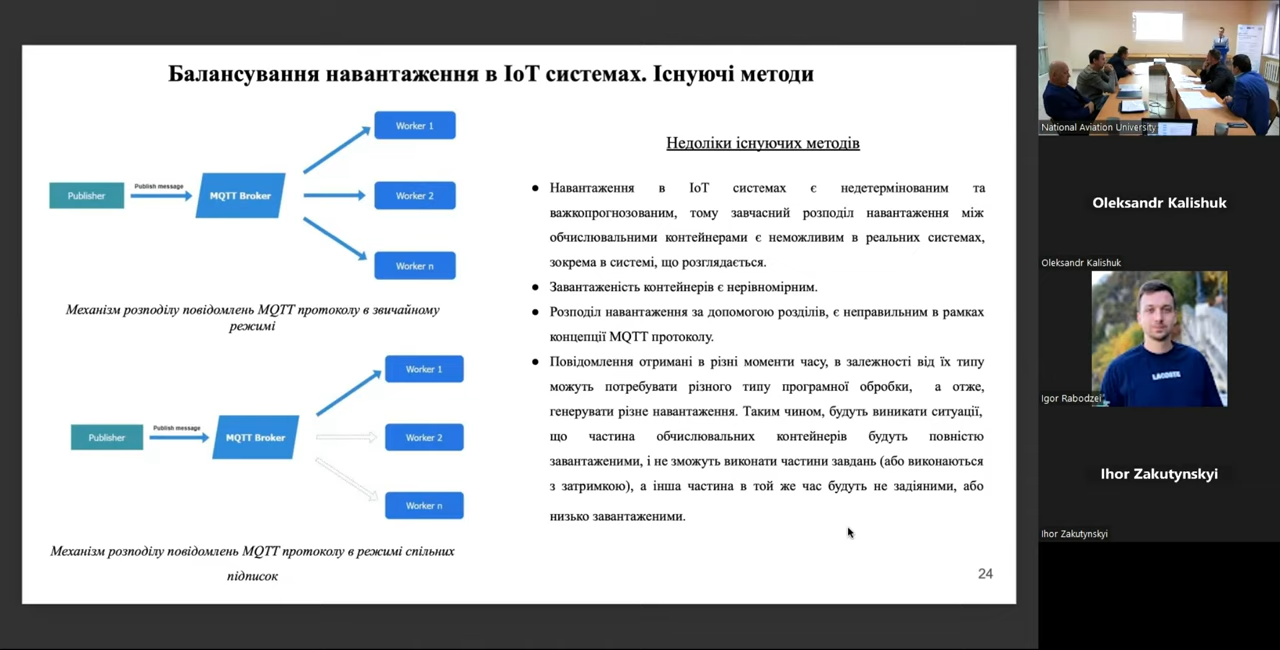 Балансування навантаження в IoT системах. Існуючі методи
Worker 1
Publisher
Publish message
MQTT Broker
Worker 2
Worker n
Механізм розподілу повідомлень MQTT протоколу в звичайному
режимі
Worker 1
Publisher
Publish message
MQTT Broker
Worker 2
Worker n
Механізм розподілу повідомлень MQTT протоколу в режимі спільних
підписок
Недоліки існуючих методів
● Навантаження в IoT системах є недетермінованим та
важкопрогнозованим, тому завчасний розподіл навантаження між
обчислювальними контейнерами є неможливим в реальних системах,
зокрема в системі, що розглядається.
● Завантаженість контейнерів є нерівномірним.
● Розподіл навантаження за допомогою розділів, є неправильним в рамках
концепції MQTT протоколу.
● Повідомлення отримані в різні моменти часу, в залежності від їх типу
можуть потребувати різного типу програмної обробки, а отже,
генерувати різне навантаження. Таким чином, будуть виникати ситуації,
що частина обчислювальних контейнерів будуть повністю
завантаженими, і не зможуть виконати частини завдань (або виконаються
з затримкою), а інша частина в той же час будуть не задіяними, або
низько завантаженими.
24
National Aviation University
Oleksandr Kalishuk
Oleksandr Kalishuk
LACOSTE
Igor Rabodzei
Ihor Zakutynskyi
Ihor Zakutynskyi